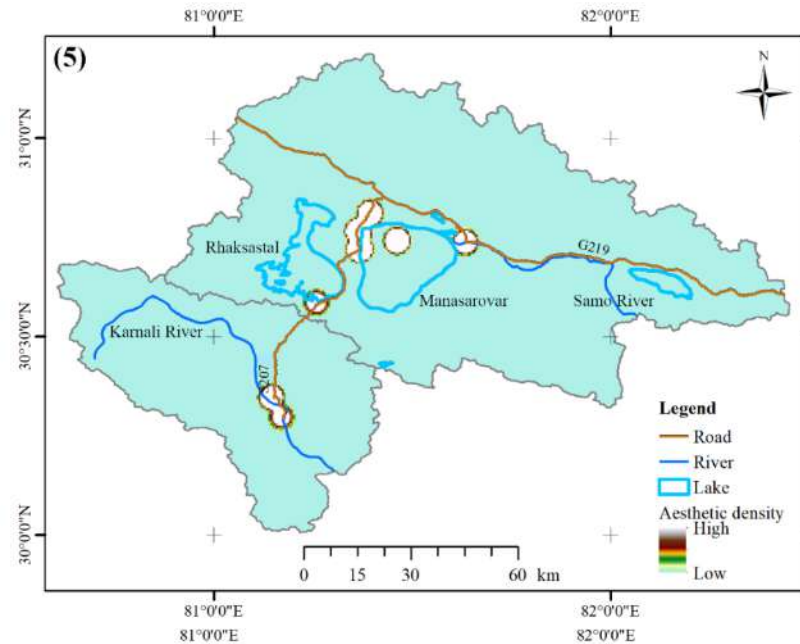 81°0'0"E 82°0'0"E
(5)
N
31°0'0"N
Rhaksastal
G219
Manasarovar
Samo River
Karnali River
30°30'0"N
Legend
Road
River
Lake
Aesthetic density
High
Low
30°0'0"N
0 15 30 60 km
81°0'0"E 82°0'0"E
81°0'0"E 82°0'0"E